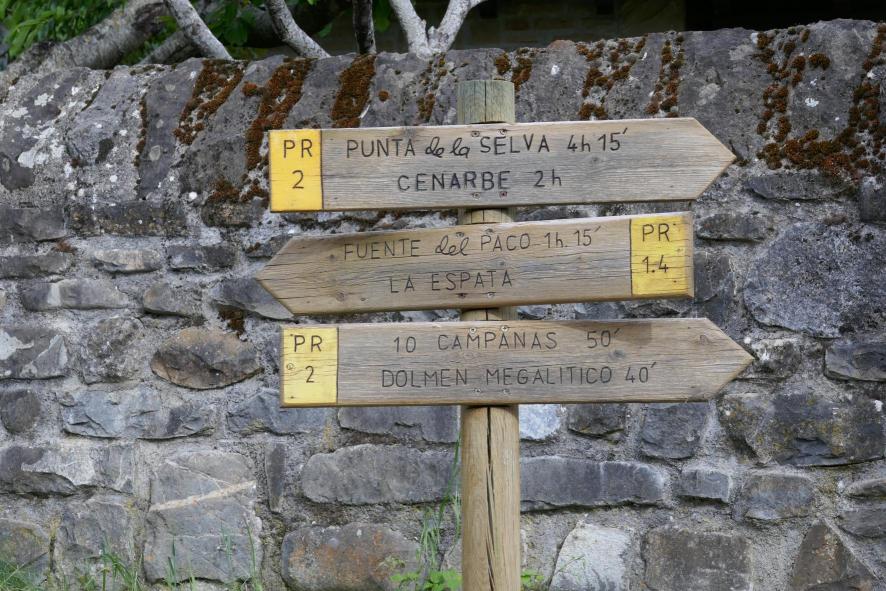 PR 2 PUNTA de la SELVA 4h 15´
CENARBE 2h
FUENTE del PACO 1h. 15´ PR 1.4
LA ESPATA
PR 2 10 CAMPANAS 50´
DOLMEN MEGALITICO 40´